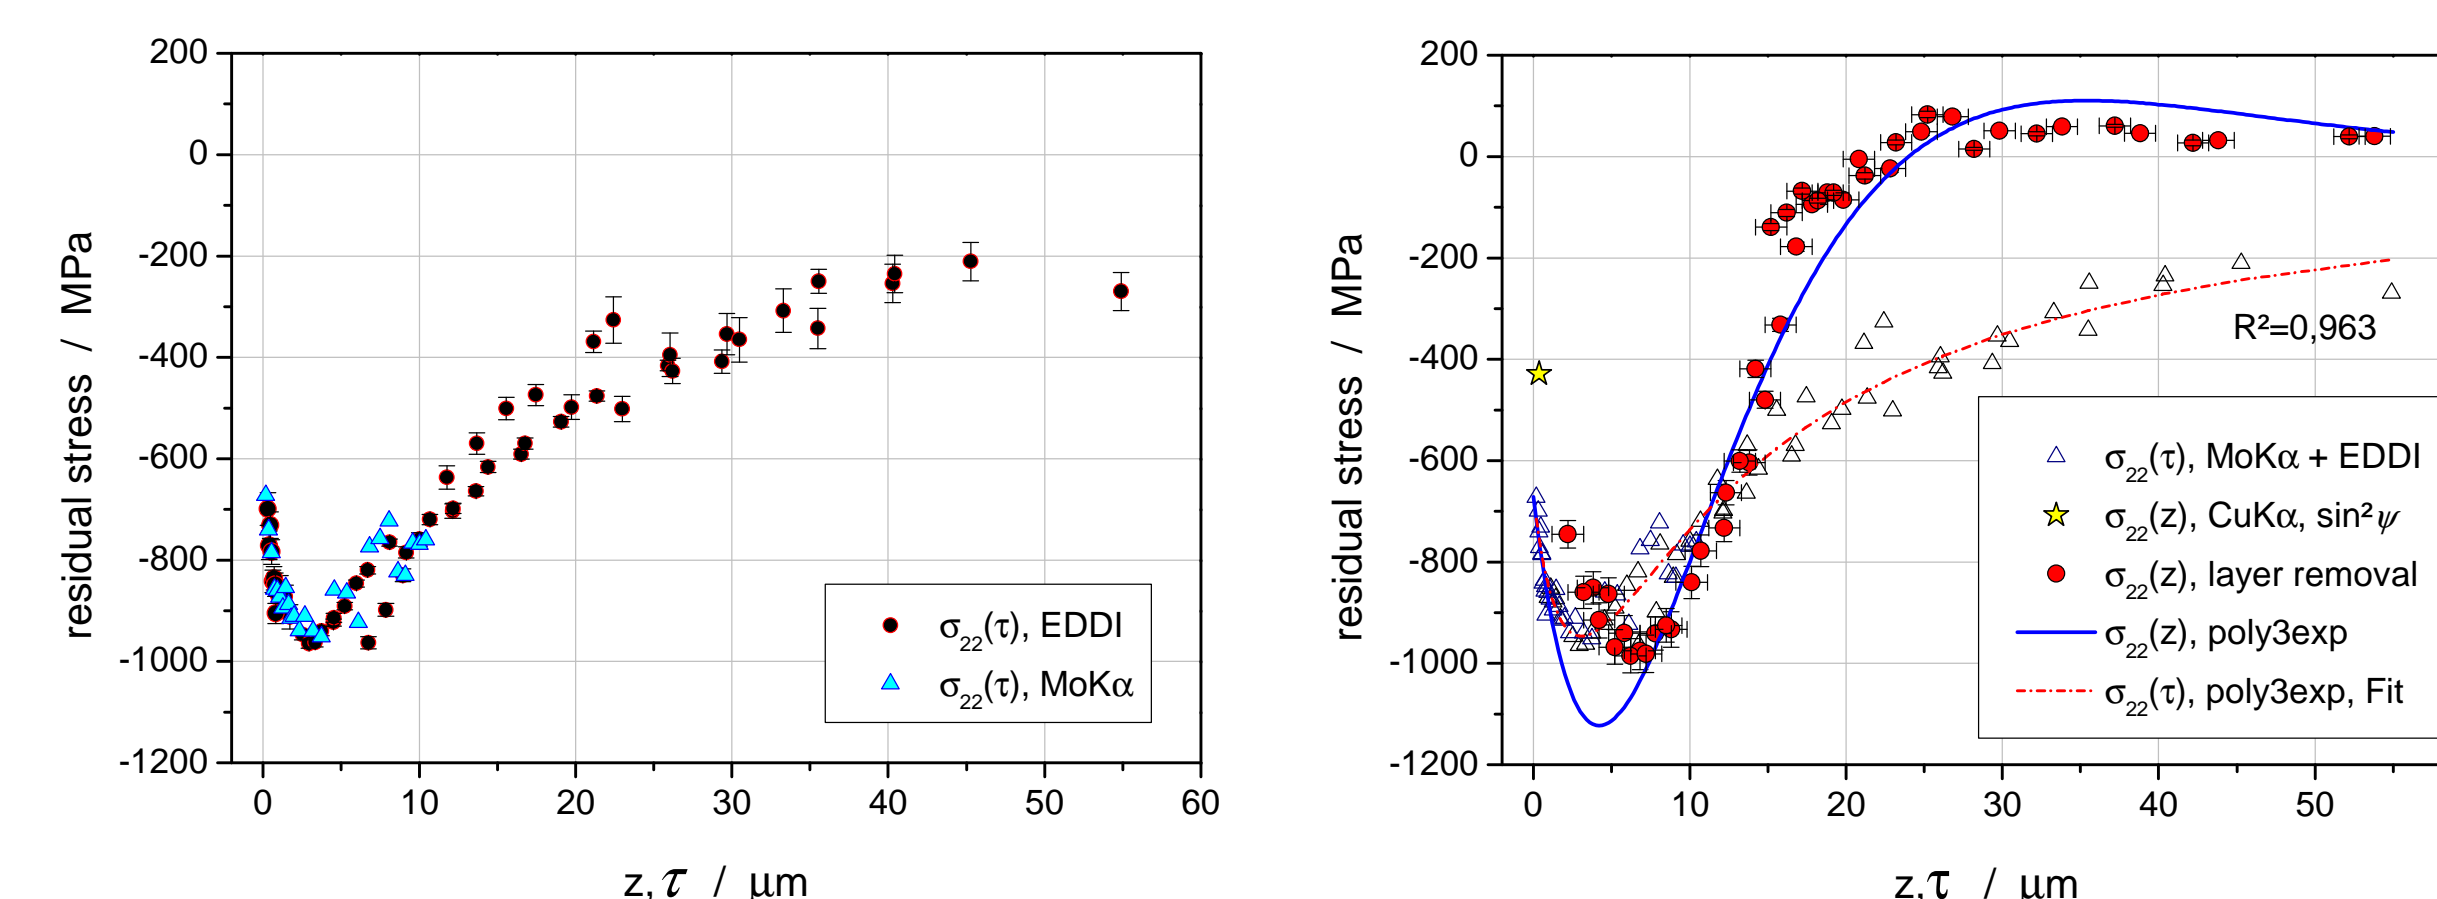 200
0
-200
-400
-600
-800
-1000
-1200
0 10 20 30 40 50 60
residual stress / MPa
z,τ / μm
σ22(τ), EDDI
σ22(τ), MoKα
200
0
-200
-400
-600
-800
-1000
-1200
0 10 20 30 40 50
residual stress / MPa
z,τ / μm
R²=0,963
σ22(τ), MoKα + EDDI
σ22(z), CuKα, sin²ψ
σ22(z), layer removal
σ22(z), poly3exp
σ22(τ), poly3exp, Fit